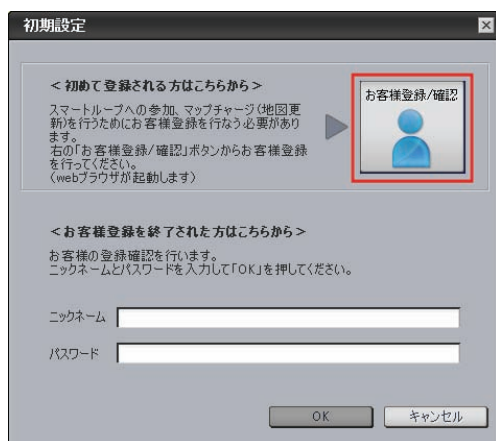 初期設定
＜初めて登録される方はこちらから＞
スマートループへの参加、マップチャージ(地図更
新)を行うためにお客様登録を行なう必要があり
ます。
右の「お客様登録/確認」ボタンからお客様登録
を行ってください。
(webブラウザが起動します)
お客様登録/確認
＜お客様登録を終了された方はこちらから＞
お客様の登録確認を行います。
ニックネームとパスワードを入力して「OK」を押してください。
ニックネーム
パスワード
OK
キャンセル